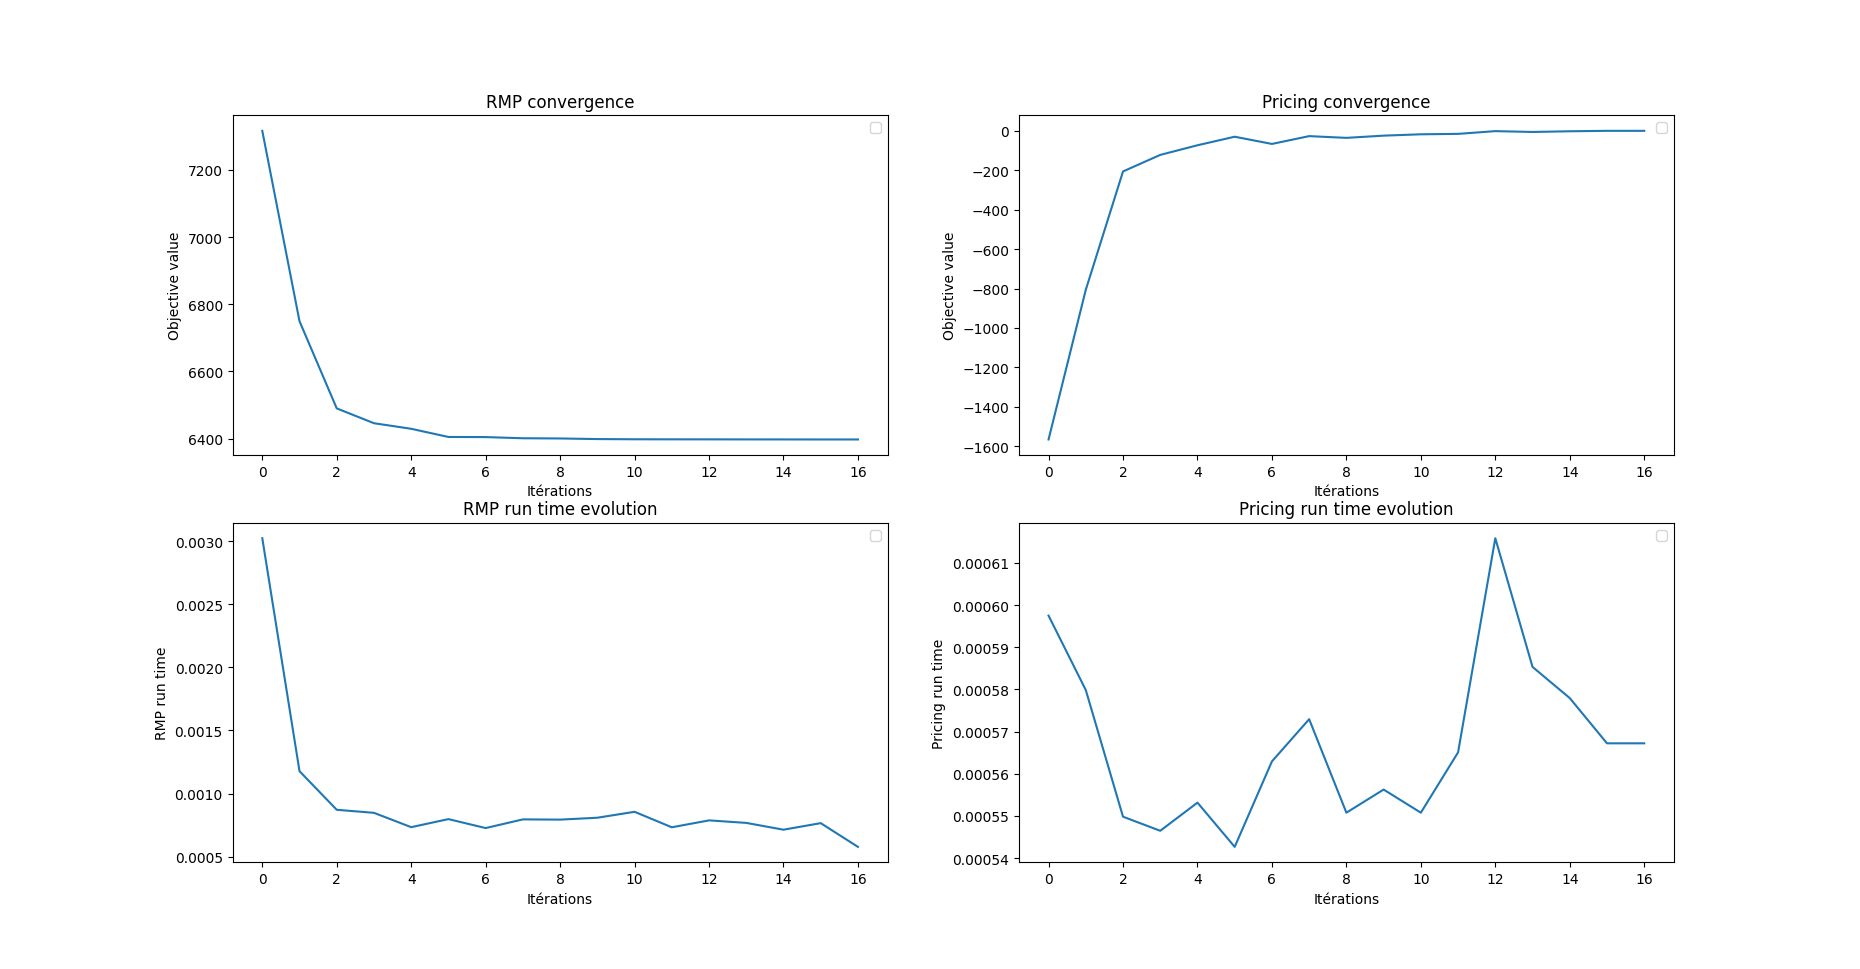 RMP convergence
Objective value
7200
7000
6800
6600
6400
0 2 4 6 8 10 12 14 16
Itérations
Pricing convergence
Objective value
0
−200
−400
−600
−800
−1000
−1200
−1400
−1600
0 2 4 6 8 10 12 14 16
Itérations
RMP run time evolution
RMP run time
0.0030
0.0025
0.0020
0.0015
0.0010
0.0005
0 2 4 6 8 10 12 14 16
Itérations
Pricing run time evolution
Pricing run time
0.00061
0.00060
0.00059
0.00058
0.00057
0.00056
0.00055
0.00054
0 2 4 6 8 10 12 14 16
Itérations